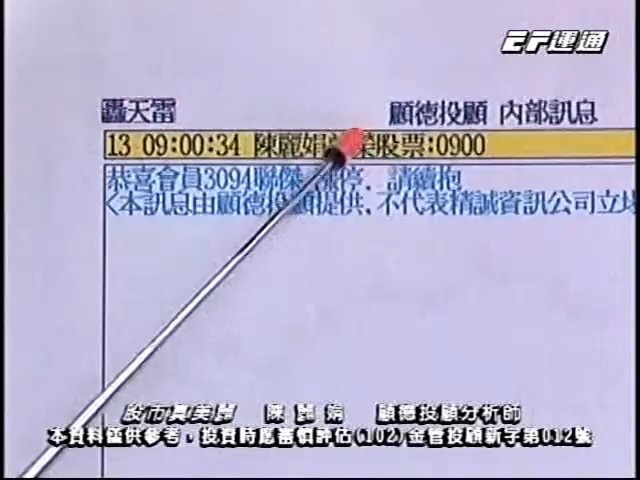 EF運通
轟天雷 顧德投顧 內部訊息
13 09:00:34 陳麗娟 榮股票:0900
恭喜會員3094聯傑 漲停, 請續抱
<本訊息由顧德投顧提供, 不代表精誠資訊公司立場
股市真美麗 陳麗娟 顧德投顧分析師
本資料僅供參考，投資時應審慎評估(102)金管投顧新字第012號